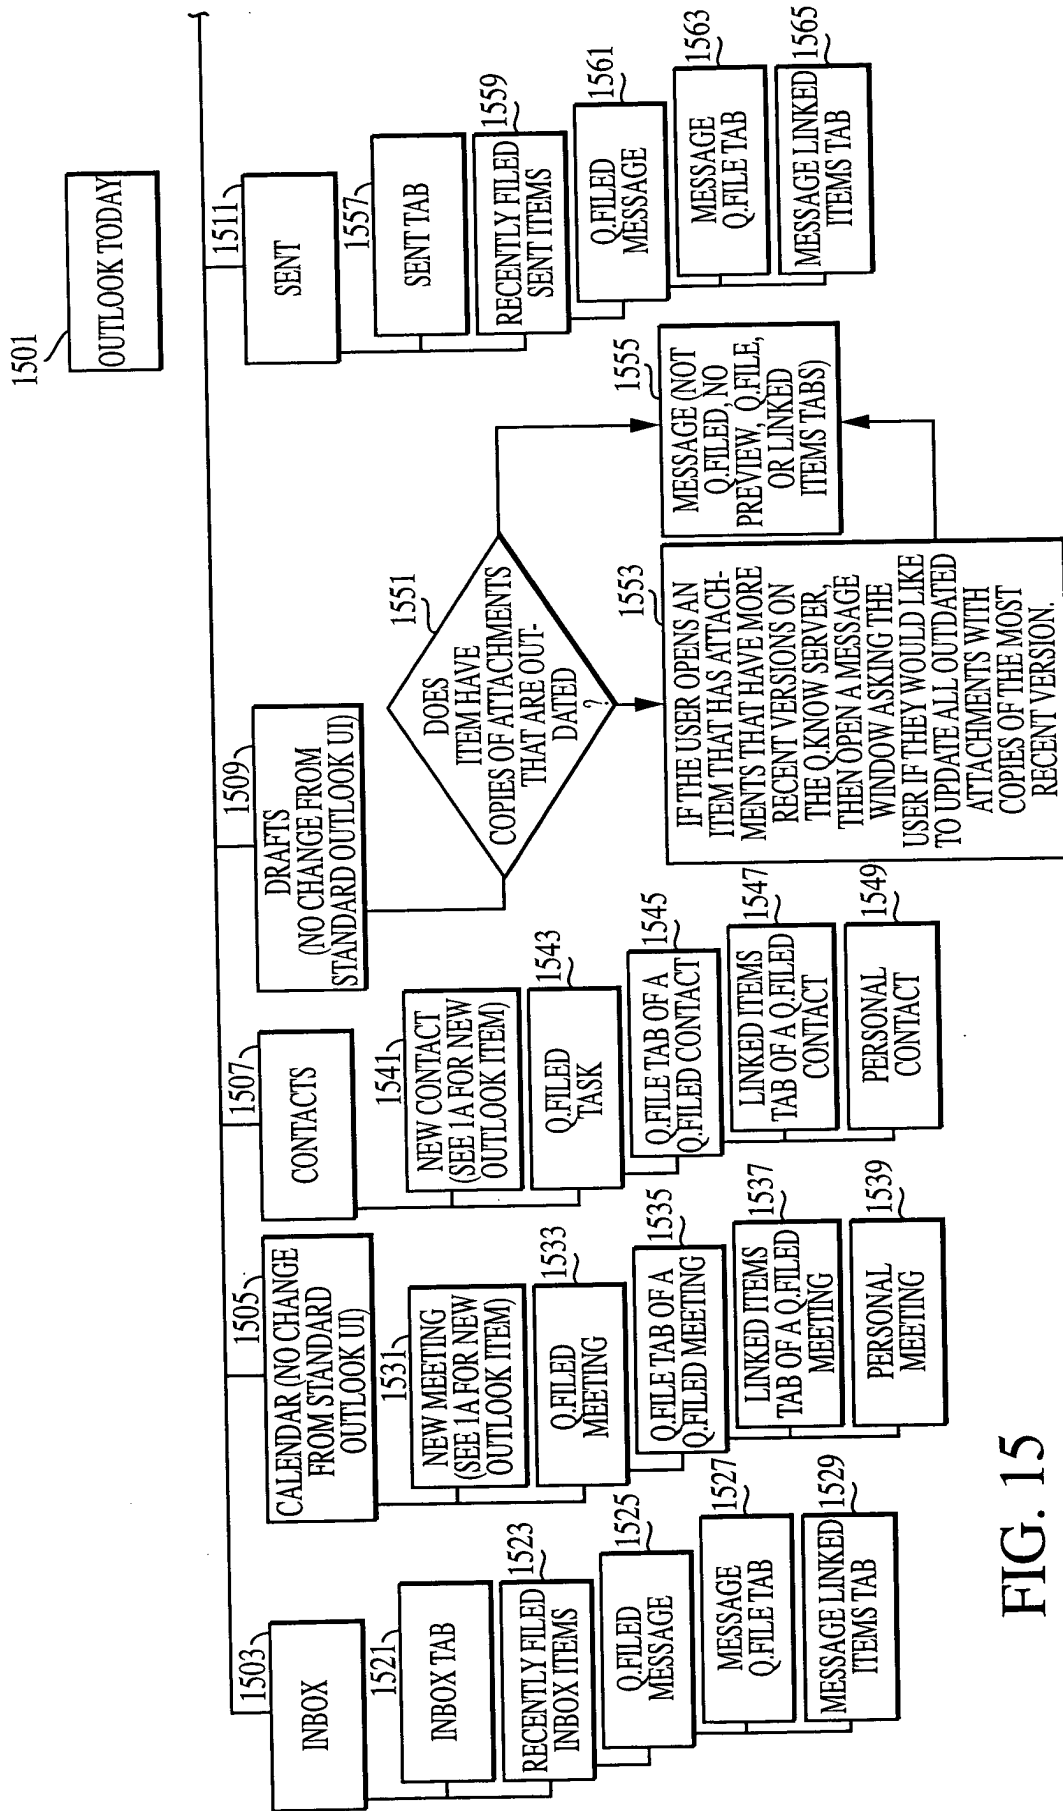 1501
OUTLOOK TODAY
1503
INBOX
1521
INBOX TAB
1523
RECENTLY FILED
INBOX ITEMS
1525
Q.FILED
MESSAGE
1527
MESSAGE
Q.FILE TAB
1529
MESSAGE LINKED
ITEMS TAB
1505
CALENDAR (NO CHANGE
FROM STANDARD
OUTLOOK UI)
1531
NEW MEETING
(SEE 1A FOR NEW
OUTLOOK ITEM)
1533
Q.FILED
MEETING
1535
Q.FILE TAB OF A
Q.FILED MEETING
1537
LINKED ITEMS
TAB OF A Q.FILED
MEETING
1539
PERSONAL
MEETING
1507
CONTACTS
1541
NEW CONTACT
(SEE 1A FOR NEW
OUTLOOK ITEM)
1543
Q.FILED
TASK
1545
Q.FILE TAB OF A
Q.FILED CONTACT
1547
LINKED ITEMS
TAB OF A Q.FILED
CONTACT
1549
PERSONAL
CONTACT
1509
DRAFTS
(NO CHANGE FROM
STANDARD OUTLOOK UI)
1551
DOES
ITEM HAVE
COPIES OF ATTACHMENTS
THAT ARE OUT-
DATED
?
1553
IF THE USER OPENS AN
ITEM THAT HAS ATTACH-
MENTS THAT HAVE MORE
RECENT VERSIONS ON
THE Q.KNOW SERVER,
THEN OPEN A MESSAGE
WINDOW ASKING THE
USER IF THEY WOULD LIKE
TO UPDATE ALL OUTDATED
ATTACHMENTS WITH
COPIES OF THE MOST
RECENT VERSION.
1555
MESSAGE (NOT
Q.FILED, NO
PREVIEW, Q.FILE,
OR LINKED
ITEMS TABS)
1511
SENT
1557
SENT TAB
1559
RECENTLY FILED
SENT ITEMS
1561
Q.FILED
MESSAGE
1563
MESSAGE
Q.FILE TAB
1565
MESSAGE LINKED
ITEMS TAB
FIG. 15